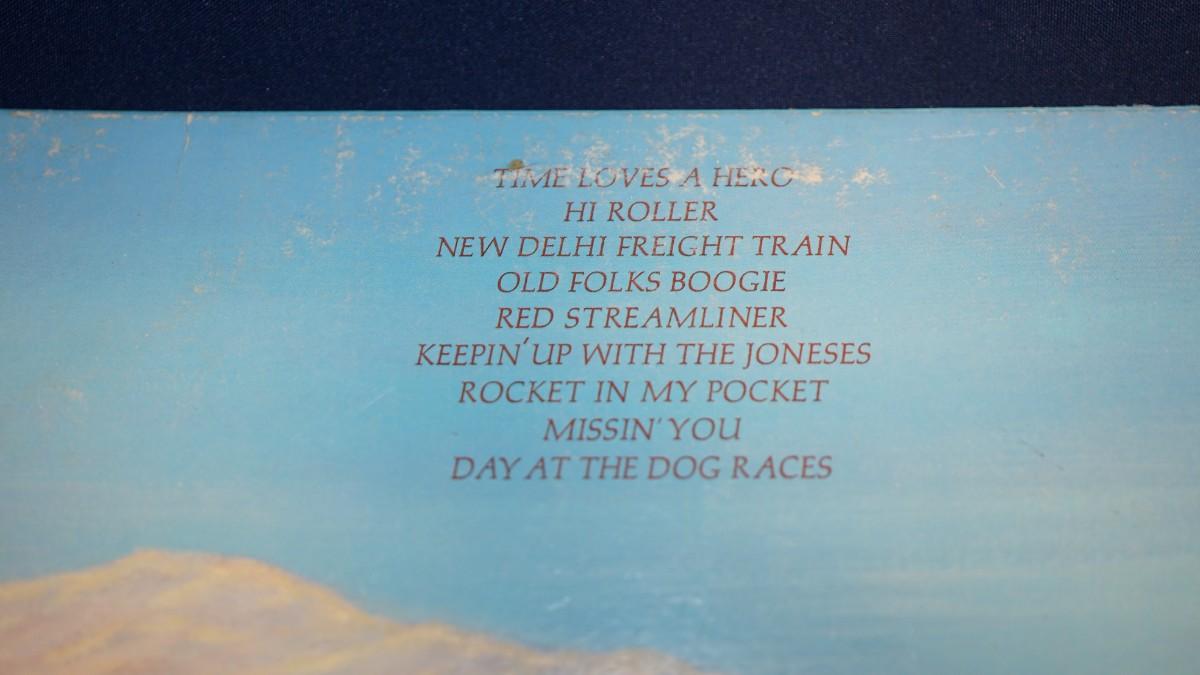 TIME LOVES A HERO
HI ROLLER
NEW DELHI FREIGHT TRAIN
OLD FOLKS BOOGIE
RED STREAMLINER
KEEPIN' UP WITH THE JONESES
ROCKET IN MY POCKET
MISSIN' YOU
DAY AT THE DOG RACES